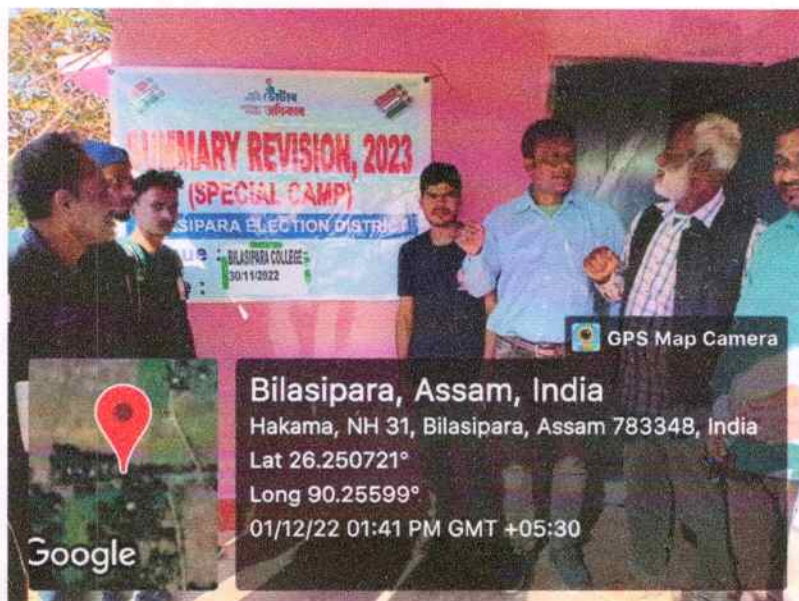 ভোটাৰ
SUMMARY REVISION, 2023
(SPECIAL CAMP)
BILASIPARA ELECTION DISTRICT
BILASIPARA COLLEGE
30/11/2022
GPS Map Camera
Bilasipara, Assam, India
Hakama, NH 31, Bilasipara, Assam 783348, India
Lat 26.250721°
Long 90.25599°
01/12/22 01:41 PM GMT +05:30
Google